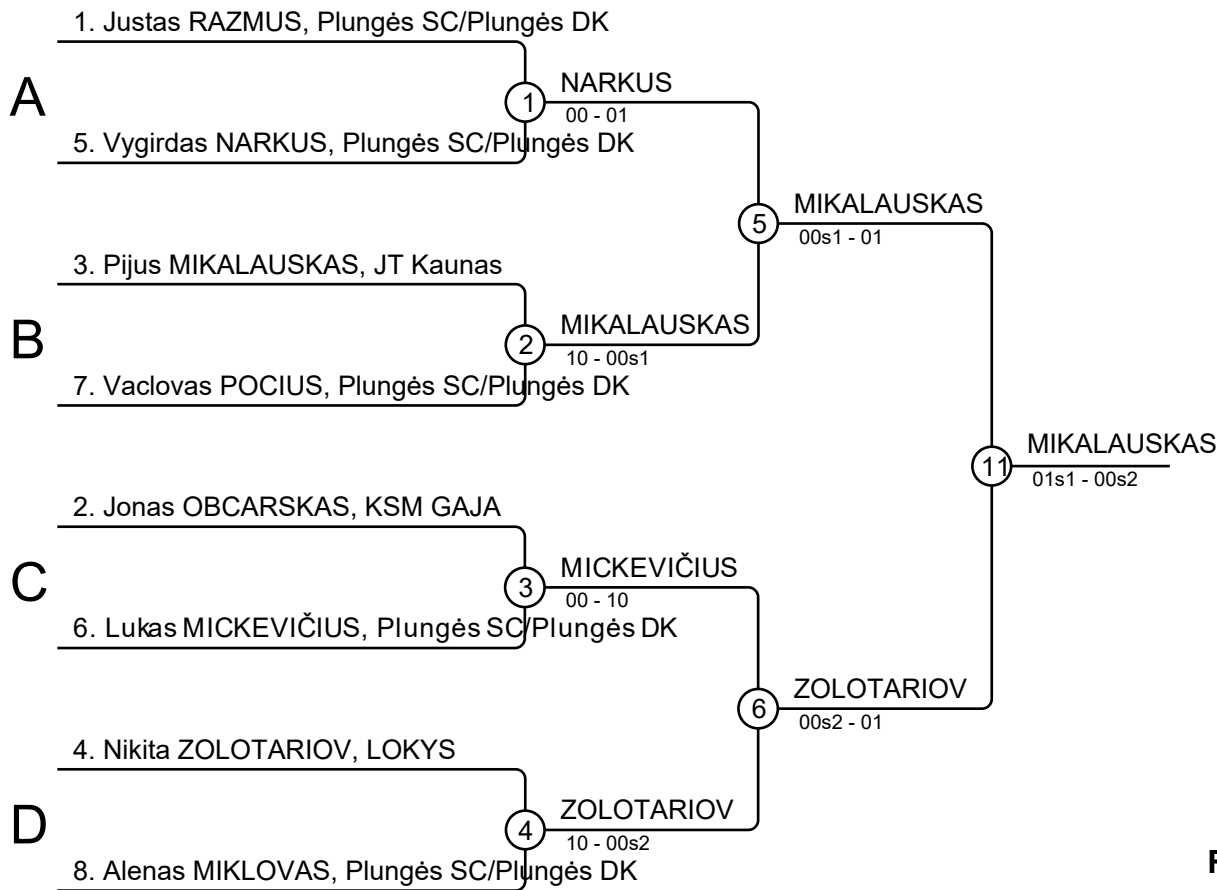 1. Justas RAZMUS, Plungės SC/Plungės DK
A
1
NARKUS
00 - 01
5. Vygirdas NARKUS, Plungės SC/Plungės DK
5
MIKALAUSKAS
00s1 - 01
3. Pijus MIKALAUSKAS, JT Kaunas
B
2
MIKALAUSKAS
10 - 00s1
7. Vaclovas POCIUS, Plungės SC/Plungės DK
11
MIKALAUSKAS
01s1 - 00s2
2. Jonas OBCARSKAS, KSM GAJA
C
3
MICKEVIČIUS
00 - 10
6. Lukas MICKEVIČIUS, Plungės SC/Plungės DK
6
ZOLOTARIOV
00s2 - 01
4. Nikita ZOLOTARIOV, LOKYS
D
4
ZOLOTARIOV
10 - 00s2
8. Alenas MIKLOVAS, Plungės SC/Plungės DK